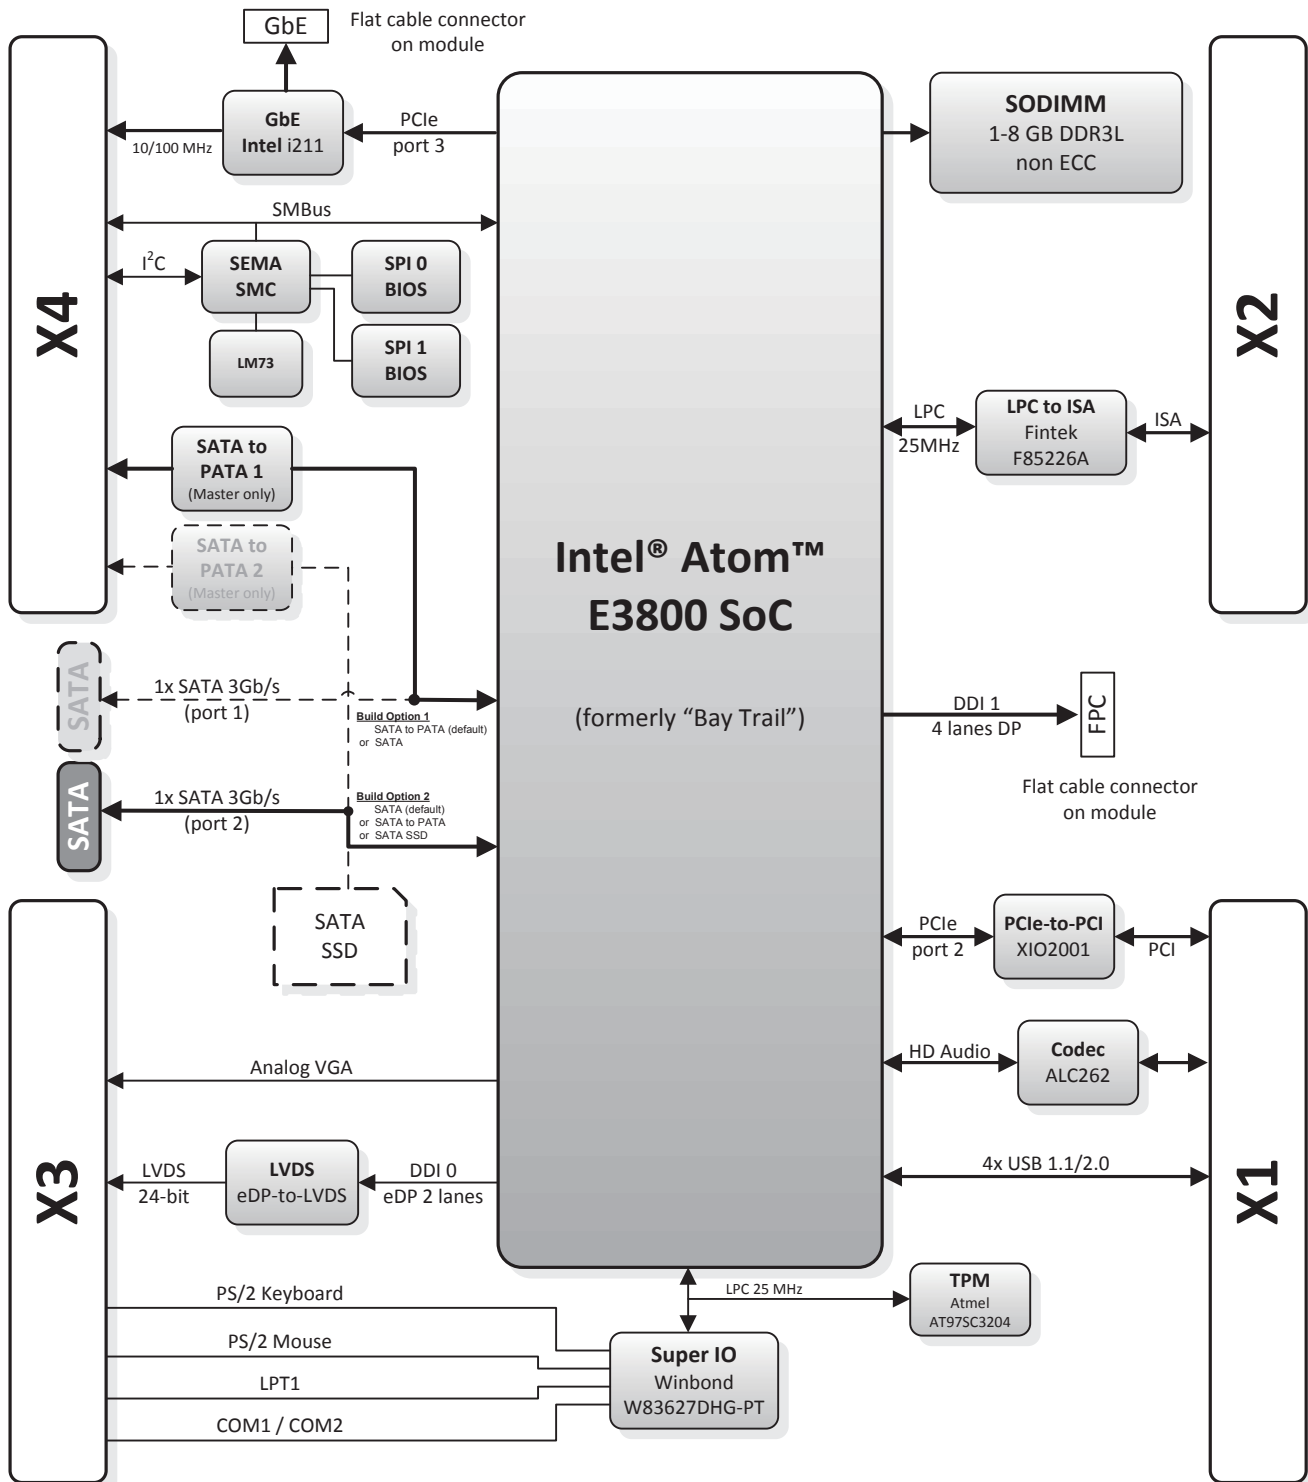 GbE
Flat cable connector
on module
GbE
Intel i211
10/100 MHz
PCIe
port 3
SODIMM
1-8 GB DDR3L
non ECC
SMBus
I²C
SEMA
SMC
SPI 0
BIOS
LM73
SPI 1
BIOS
X4
X2
LPC
25MHz
LPC to ISA
Fintek
F85226A
ISA
SATA to
PATA 1
(Master only)
SATA to
PATA 2
(Master only)
Intel® Atom™
E3800 SoC
(formerly “Bay Trail”)
SATA
1x SATA 3Gb/s
(port 1)
Build Option 1
SATA to PATA (default)
or SATA
DDI 1
4 lanes DP
FPC
Flat cable connector
on module
SATA
1x SATA 3Gb/s
(port 2)
Build Option 2
SATA (default)
or SATA to PATA
or SATA SSD
SATA
SSD
PCIe
port 2
PCIe-to-PCI
XIO2001
PCI
HD Audio
Codec
ALC262
Analog VGA
X3
X1
LVDS
24-bit
LVDS
eDP-to-LVDS
DDI 0
eDP 2 lanes
4x USB 1.1/2.0
LPC 25 MHz
TPM
Atmel
AT97SC3204
PS/2 Keyboard
PS/2 Mouse
LPT1
COM1 / COM2
Super IO
Winbond
W83627DHG-PT